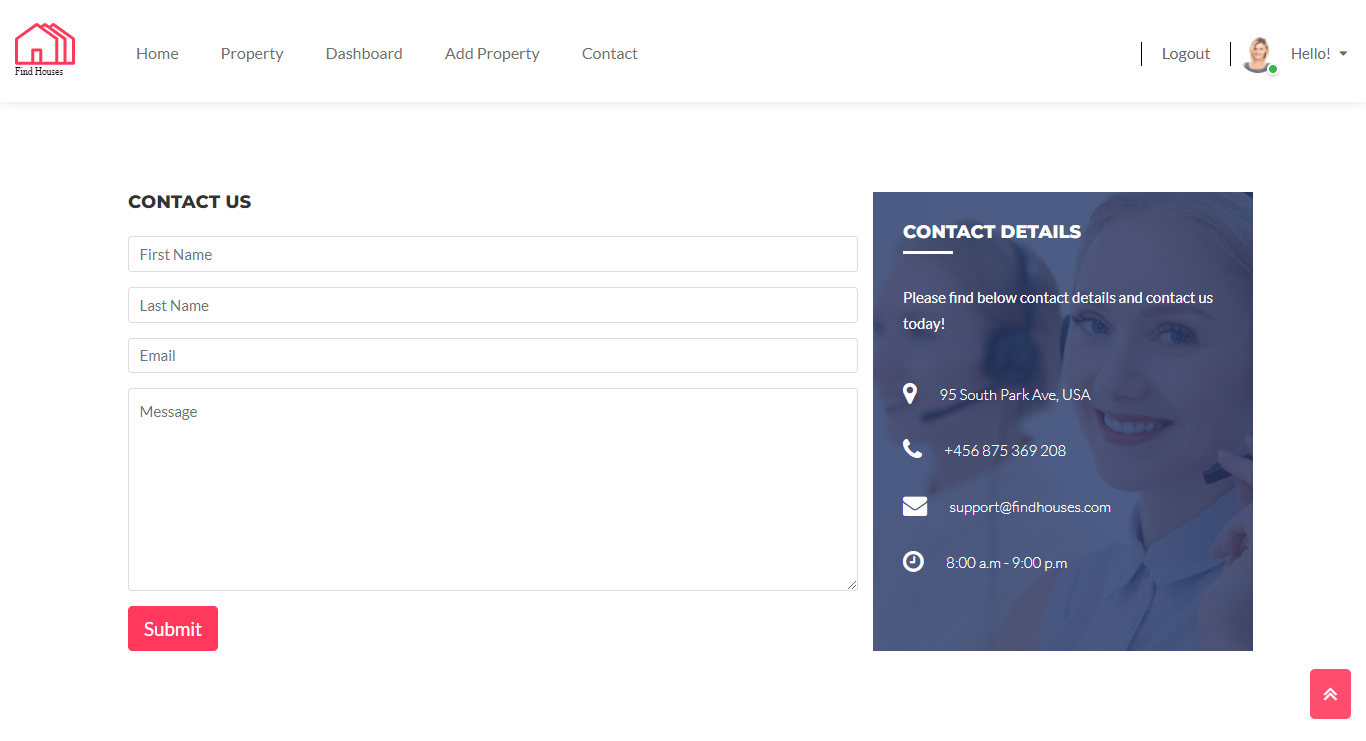 Find Houses
Home
Property
Dashboard
Add Property
Contact
Logout
Hello!
CONTACT US
First Name
Last Name
Email
Message
Submit
CONTACT DETAILS
Please find below contact details and contact us
today!
95 South Park Ave, USA
+456 875 369 208
support@findhouses.com
8:00 a.m - 9:00 p.m